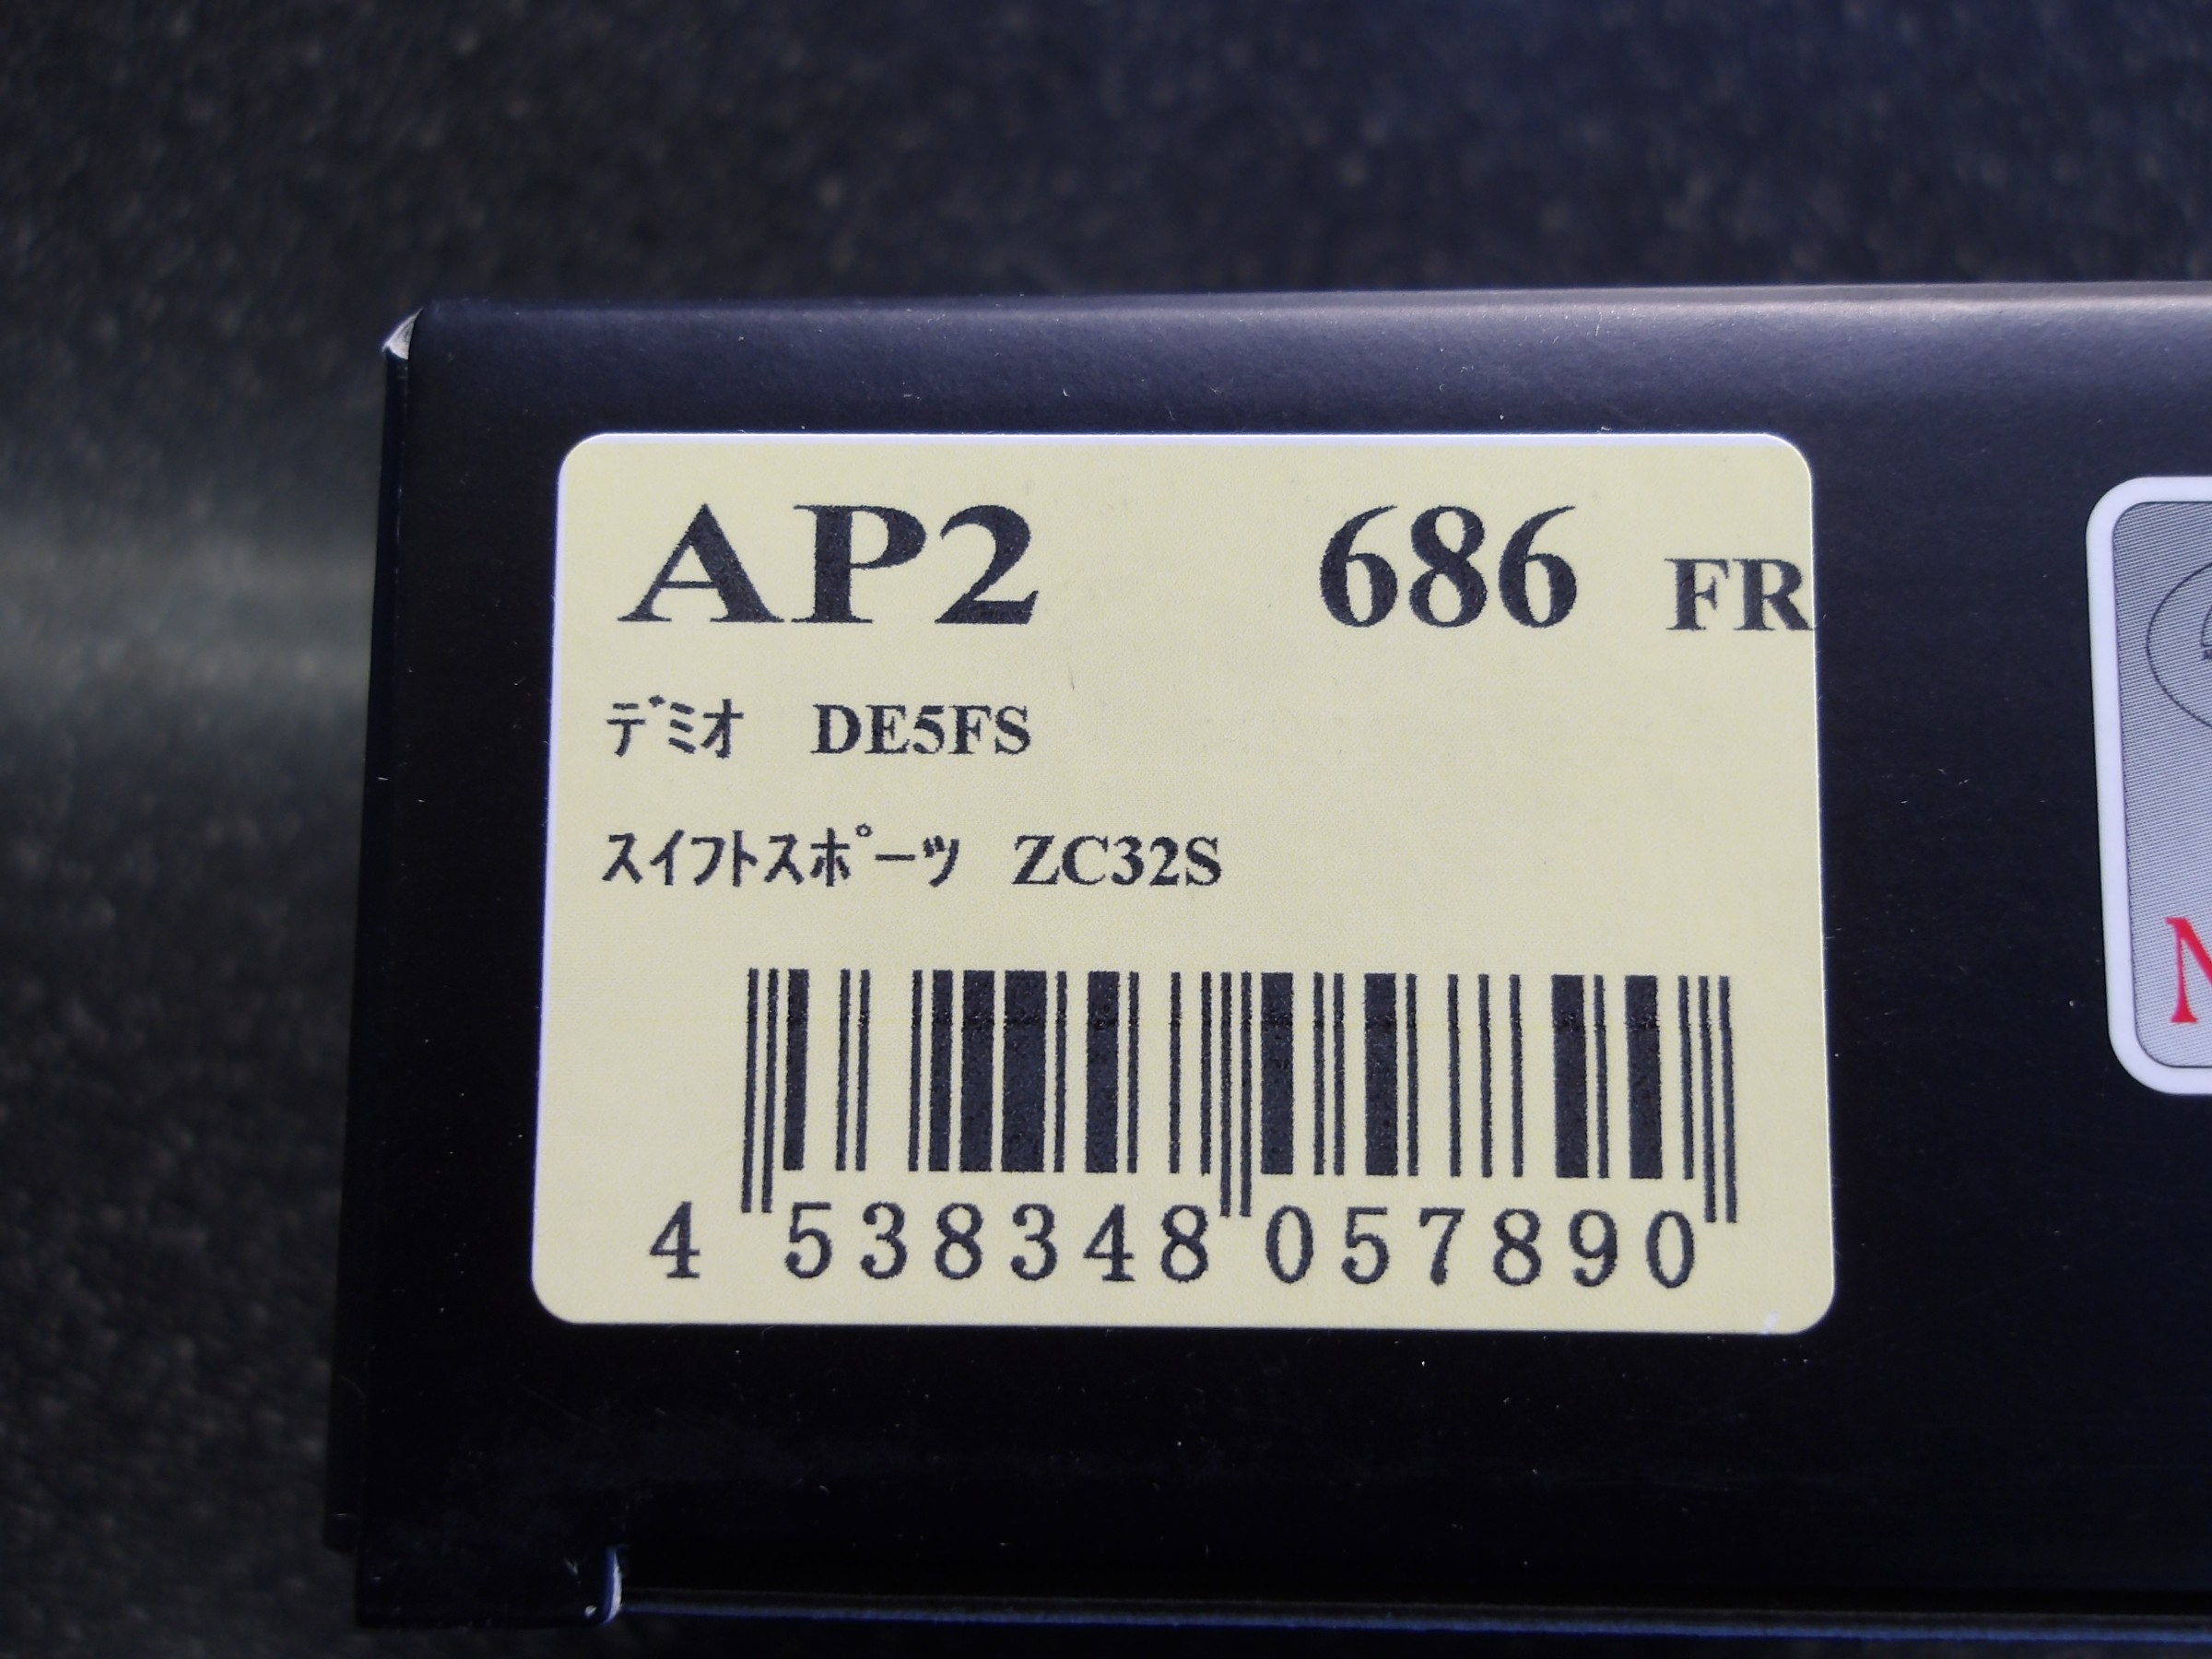 AP2 686 FR
ﾃﾞﾐｵ DE5FS
ｽｲﾌﾄｽﾎﾟｰﾂ ZC32S
4 538348 057890
N